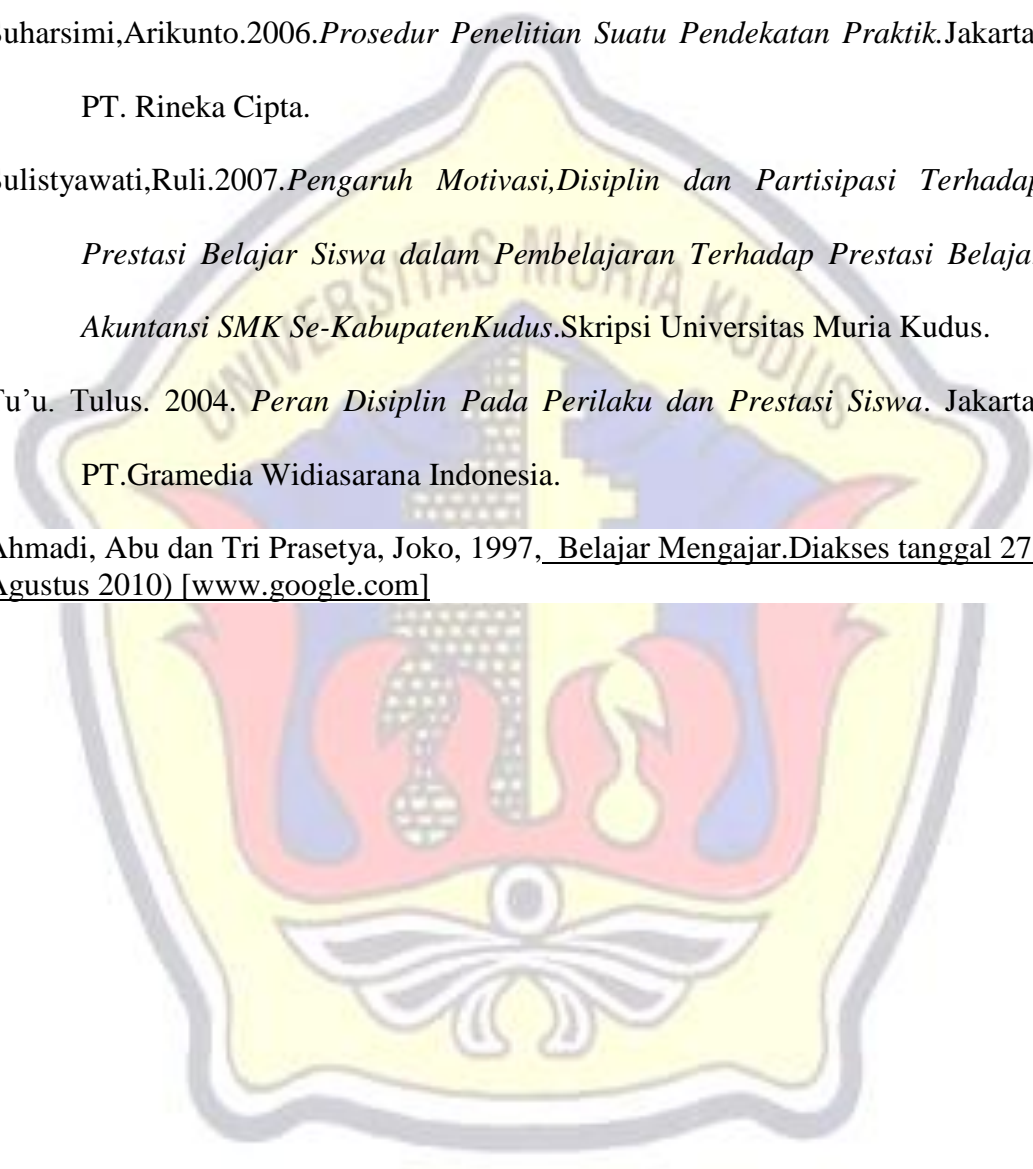 Suharsimi,Arikunto.2006.Prosedur Penelitian Suatu Pendekatan Praktik.Jakarta
PT. Rineka Cipta.
Sulistyawati,Ruli.2007.Pengaruh Motivasi,Disiplin dan Partisipasi Terhadap
Prestasi Belajar Siswa dalam Pembelajaran Terhadap Prestasi Belajar
Akuntansi SMK Se-KabupatenKudus.Skripsi Universitas Muria Kudus.
Tu’u. Tulus. 2004. Peran Disiplin Pada Perilaku dan Prestasi Siswa. Jakarta
PT.Gramedia Widiasarana Indonesia.
Ahmadi, Abu dan Tri Prasetya, Joko, 1997, Belajar Mengajar.Diakses tanggal 27
Agustus 2010) [www.google.com]
UNIVERSITAS MURIA KUDUS